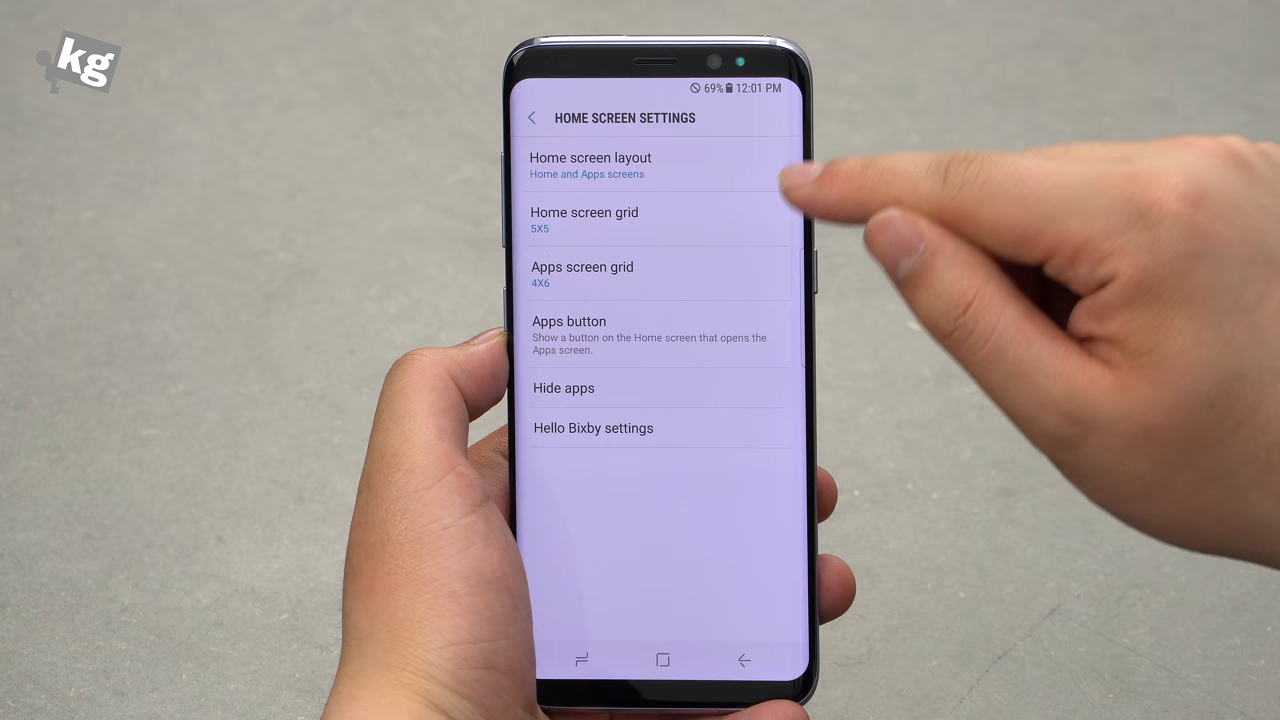 kg
69% 12:01 PM
HOME SCREEN SETTINGS
Home screen layout
Home and Apps screens
Home screen grid
5X5
Apps screen grid
4X6
Apps button
Show a button on the Home screen that opens the
Apps screen.
Hide apps
Hello Bixby settings